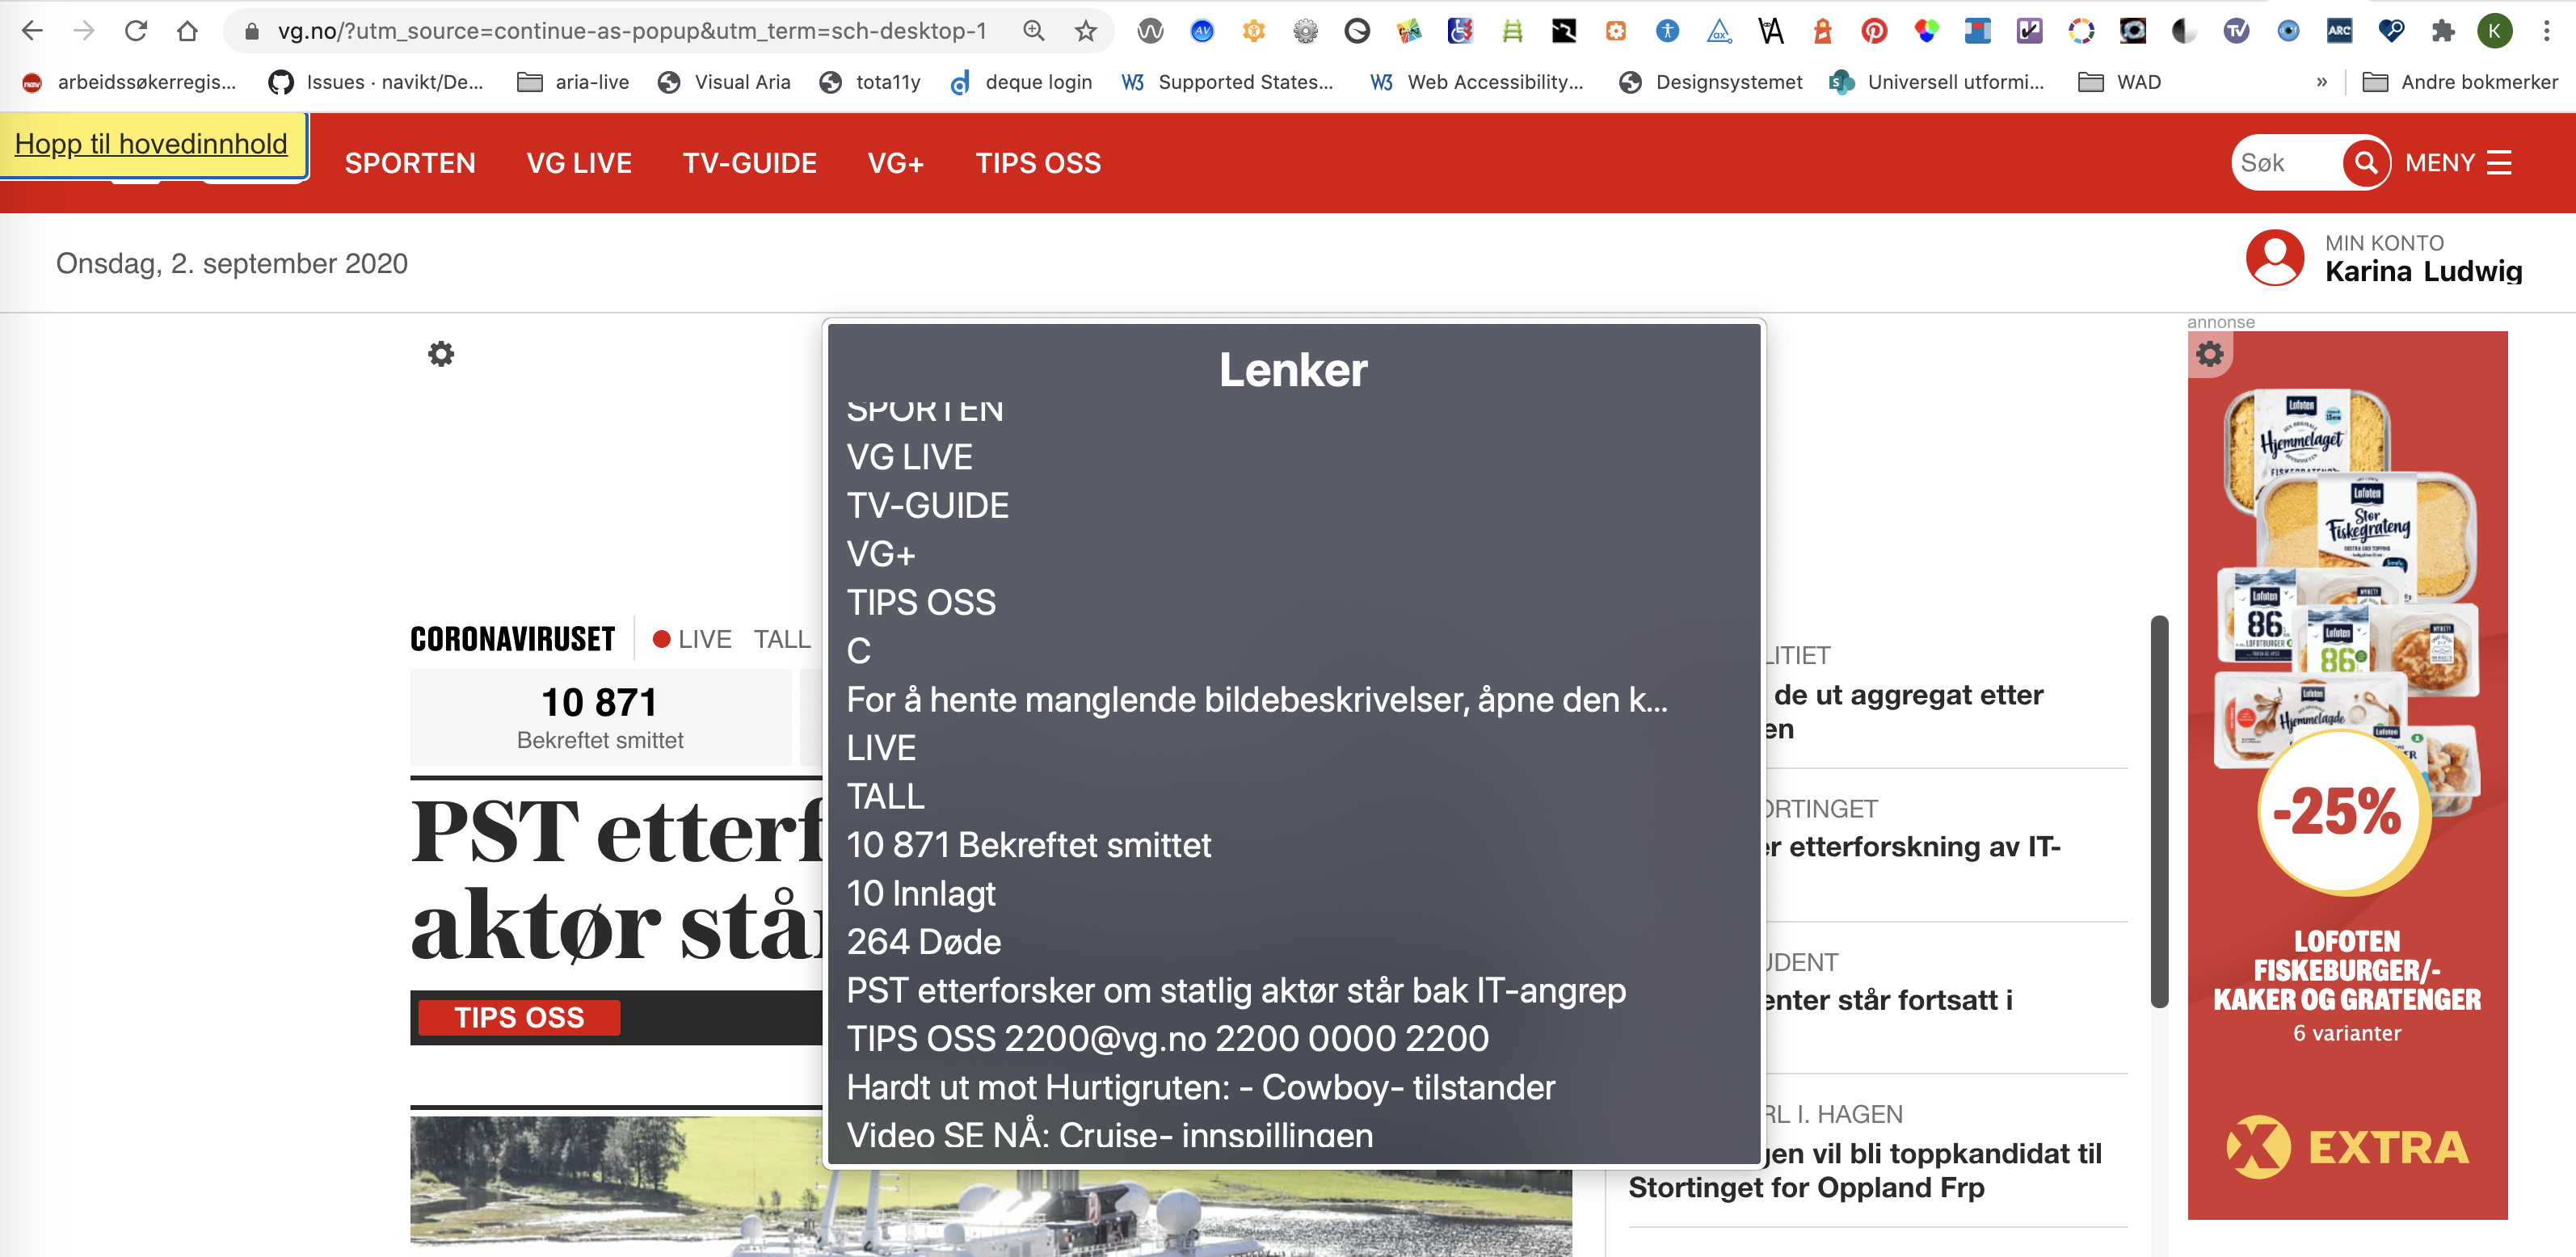 vg.no/?utm_source=continue-as-popup&utm_term=sch-desktop-1
K
arbeidssøkerregis...
Issues · navikt/De...
aria-live
Visual Aria
tota11y
deque login
Supported States...
Web Accessibility...
Designsystemet
Universell utformi...
WAD
»
Andre bokmerker
Hopp til hovedinnhold
SPORTEN
VG LIVE
TV-GUIDE
VG+
TIPS OSS
Søk
MENY
Onsdag, 2. september 2020
MIN KONTO
Karina Ludwig
Lenker
SPORTEN
VG LIVE
TV-GUIDE
VG+
TIPS OSS
C
For å hente manglende bildebeskrivelser, åpne den k...
LIVE
TALL
10 871 Bekreftet smittet
10 Innlagt
264 Døde
PST etterforsker om statlig aktør står bak IT-angrep
TIPS OSS 2200@vg.no 2200 0000 2200
Hardt ut mot Hurtigruten: - Cowboy- tilstander
Video SE NÅ: Cruise- innspillingen
CORONAVIRUSET
LIVE TALL
10 871
Bekreftet smittet
PST etterf
aktør står
TIPS OSS
LITIET
de ut aggregat etter
en
ORTINGET
er etterforskning av IT-
UDENT
enter står fortsatt i
RL I. HAGEN
gen vil bli toppkandidat til
Stortinget for Oppland Frp
annonse
Lofoten
Hjemmelaget
Lofoten
Stor
Fiskegrateng
Lofoten
86
Lofoten
86
Lofoten
Hjemmelagde
-25%
LOFOTEN
FISKEBURGER/-
KAKER OG GRATENGER
6 varianter
EXTRA